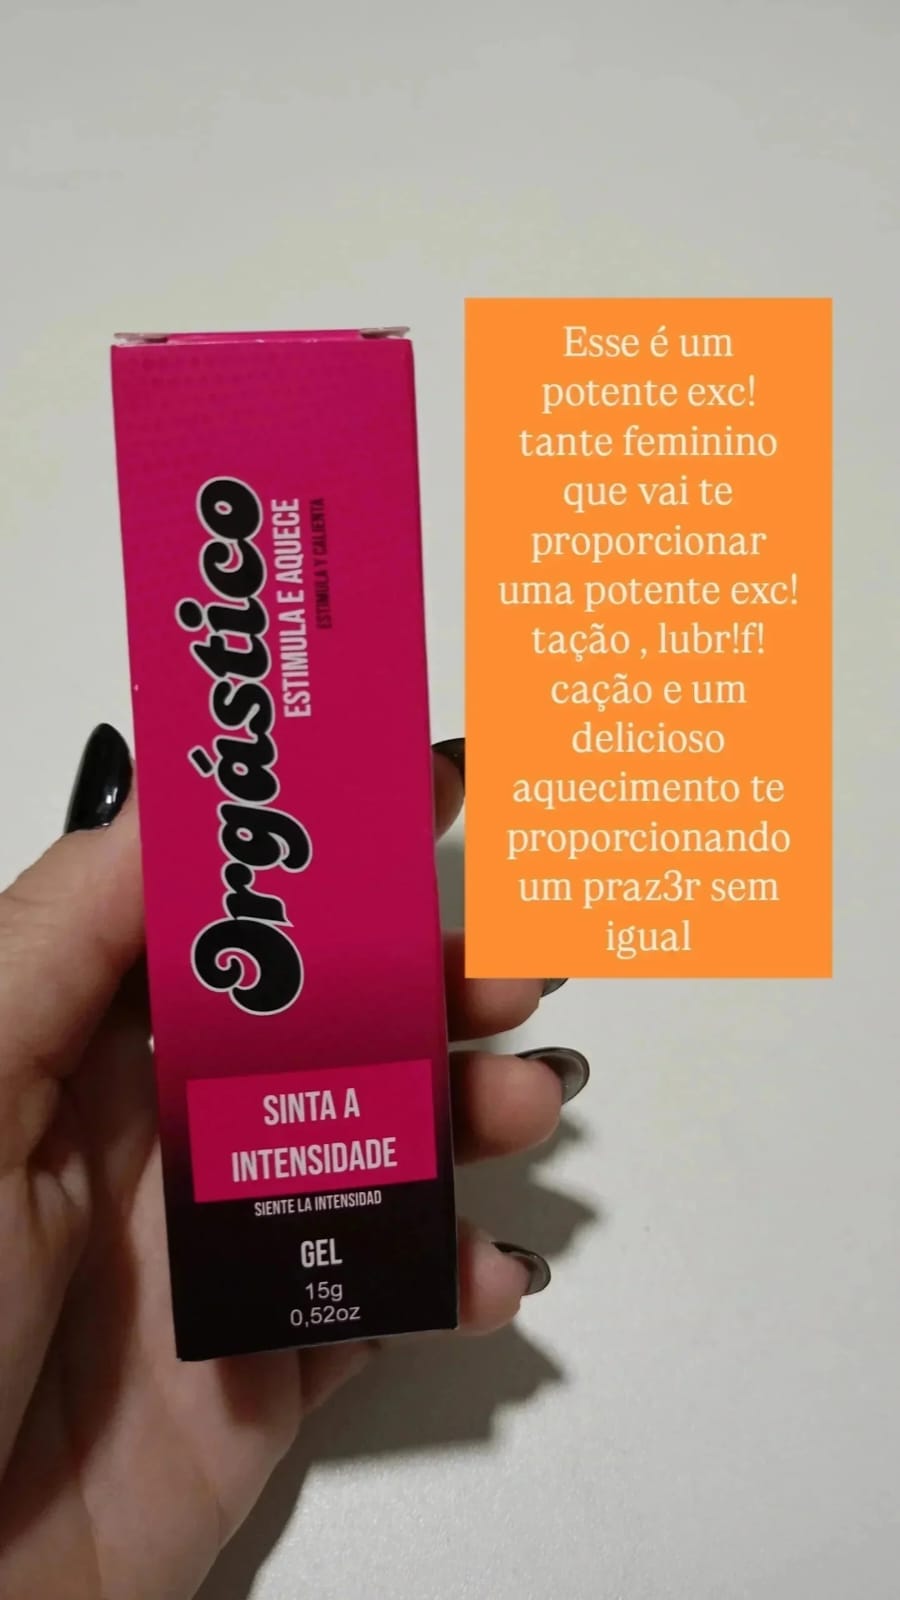 Orgástico
ESTIMULA E AQUECE
ESTIMULA Y CALIENTA
SINTA A
INTENSIDADE
SIENTE LA INTENSIDAD
GEL
15g
0,52oz
Esse é um
potente exc!
tante feminino
que vai te
proporcionar
uma potente exc!
tação , lubr!f!
cação e um
delicioso
aquecimento te
proporcionando
um praz3r sem
igual